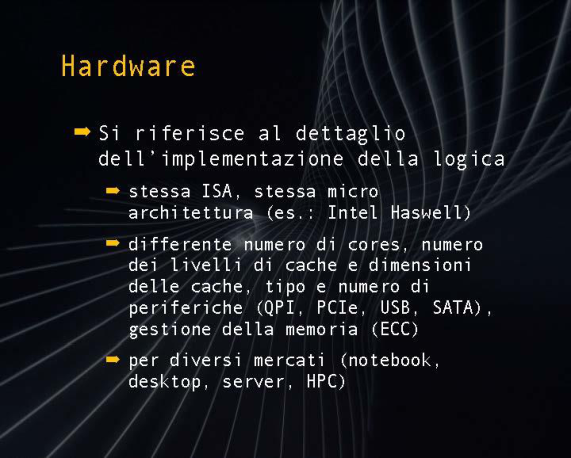 Hardware
Si riferisce al dettaglio
dell'implementazione della logica
stessa ISA, stessa micro
architettura (es.: Intel Haswell)
differente numero di cores, numero
dei livelli di cache e dimensioni
delle cache, tipo e numero di
periferiche (QPI, PCIe, USB, SATA),
gestione della memoria (ECC)
per diversi mercati (notebook,
desktop, server, HPC)